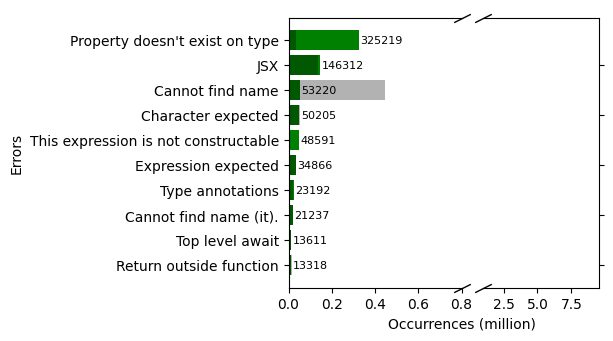 Property doesn't exist on type 325219
JSX 146312
Cannot find name 53220
Character expected 50205
This expression is not constructable 48591
Expression expected 34866
Type annotations 23192
Cannot find name (it). 21237
Top level await 13611
Return outside function 13318
Errors
0.0 0.2 0.4 0.6 0.8 2.5 5.0 7.5
Occurrences (million)